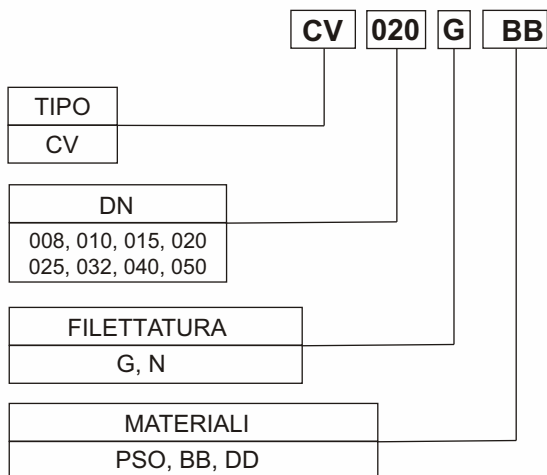 CV 020 G BB
TIPO
CV
DN
008, 010, 015, 020
025, 032, 040, 050
FILETTATURA
G, N
MATERIALI
PSO, BB, DD